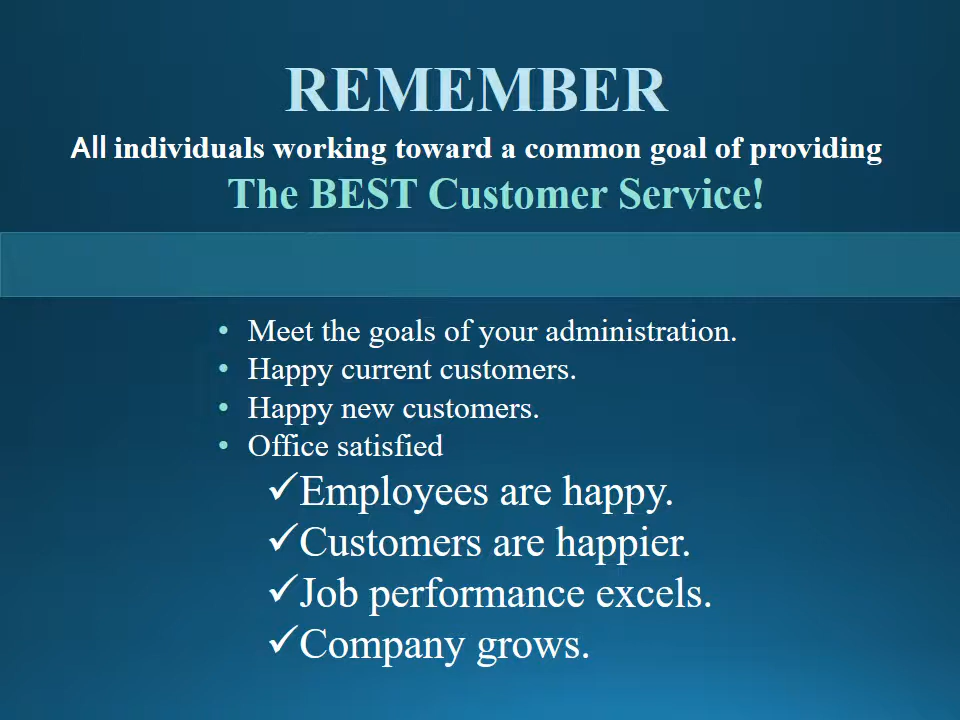 REMEMBER
All individuals working toward a common goal of providing
The BEST Customer Service!
• Meet the goals of your administration.
• Happy current customers.
• Happy new customers.
• Office satisfied
✓Employees are happy.
✓Customers are happier.
✓Job performance excels.
✓Company grows.